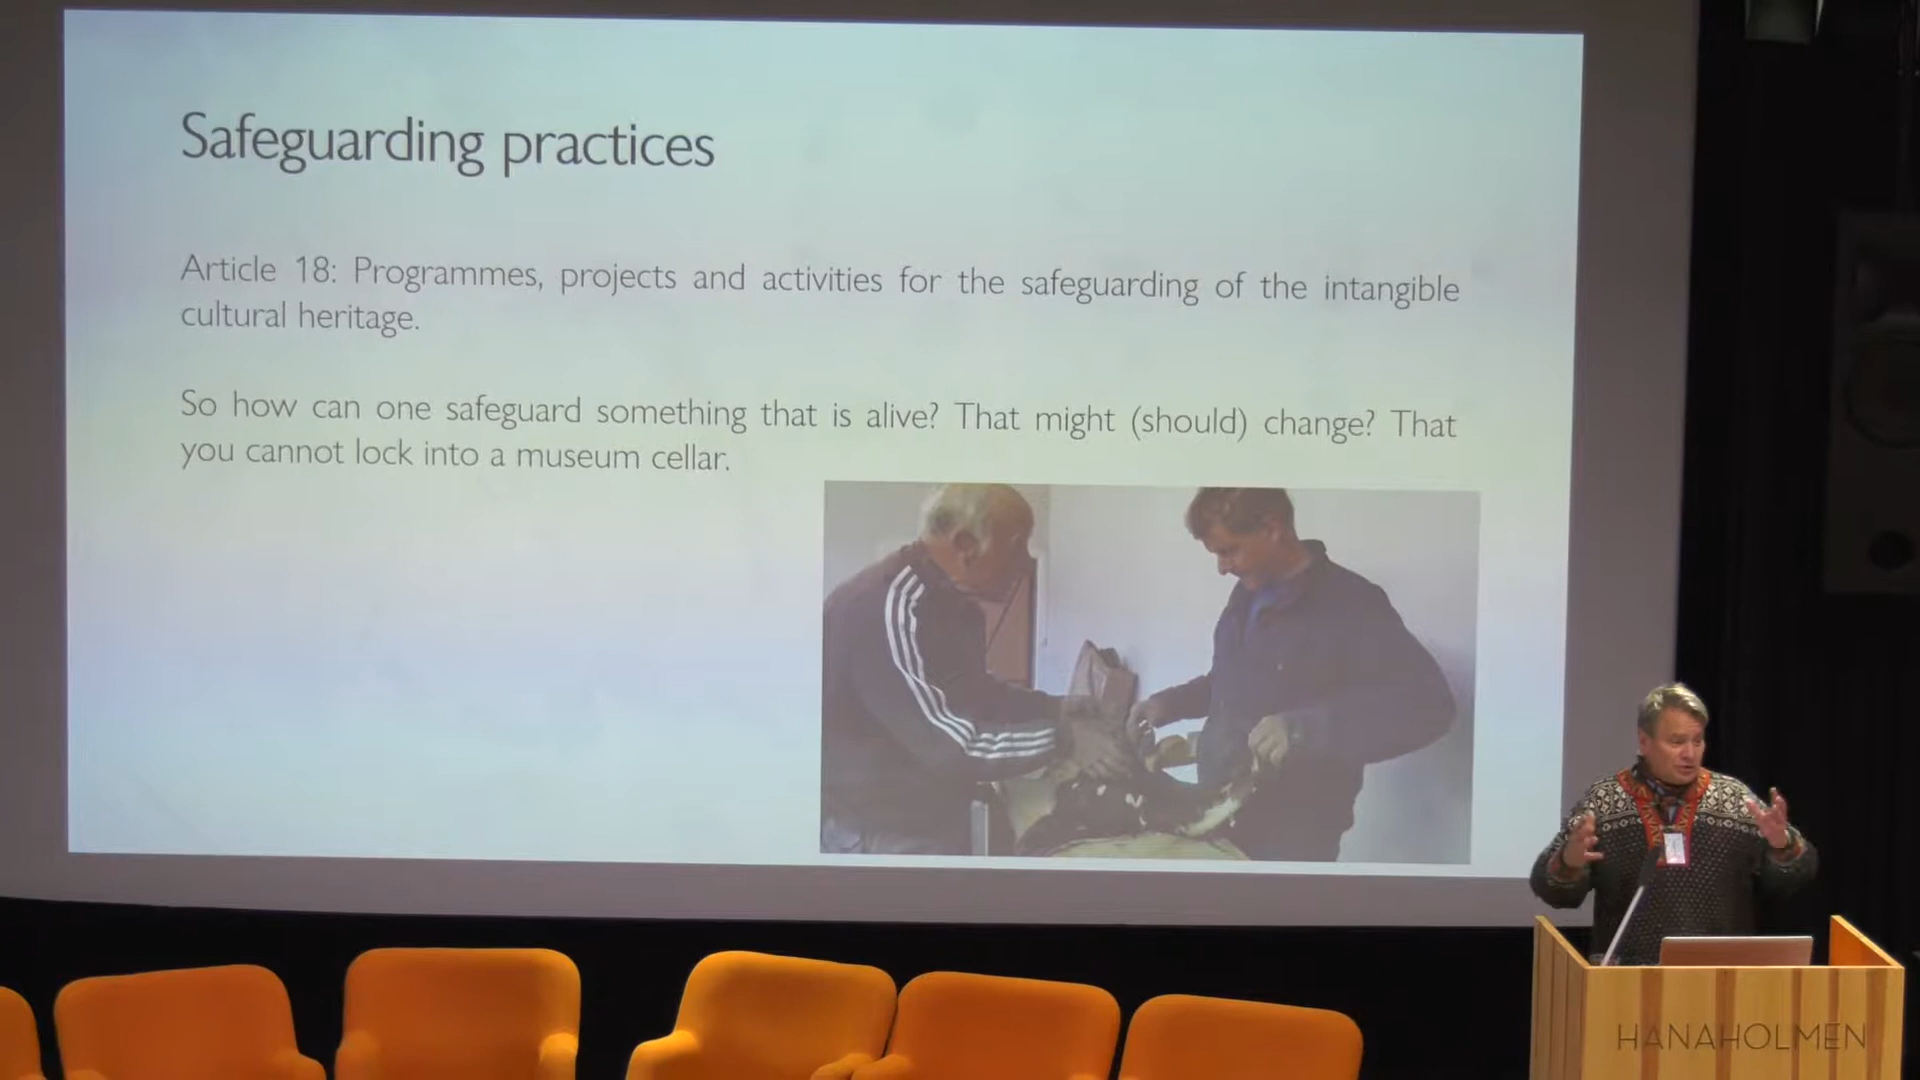 Safeguarding practices
Article 18: Programmes, projects and activities for the safeguarding of the intangible
cultural heritage.
So how can one safeguard something that is alive? That might (should) change? That
you cannot lock into a museum cellar.
HANAHOLMEN